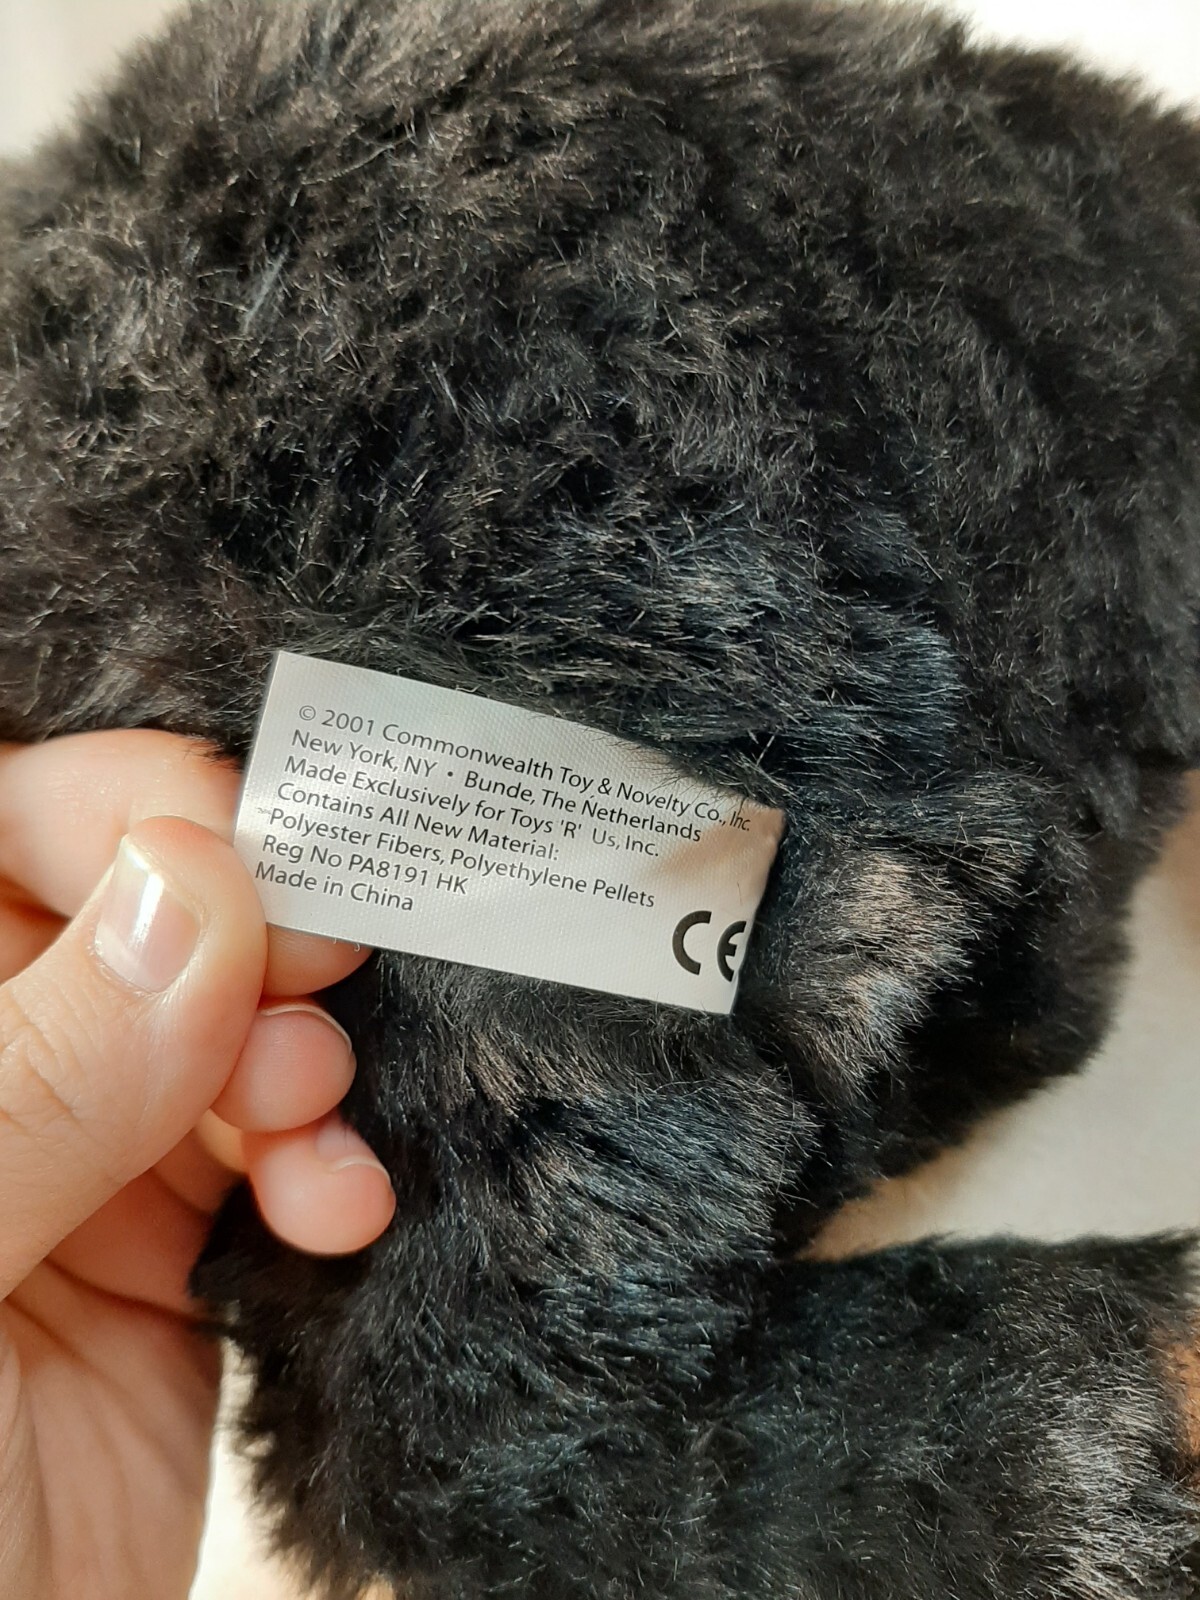 © 2001 Commonwealth Toy & Novelty Co., Inc.
New York, NY • Bunde, The Netherlands
Made Exclusively for Toys 'R' Us, Inc.
Contains All New Material:
Polyester Fibers, Polyethylene Pellets
Reg No PA8191 HK
Made in China
CE